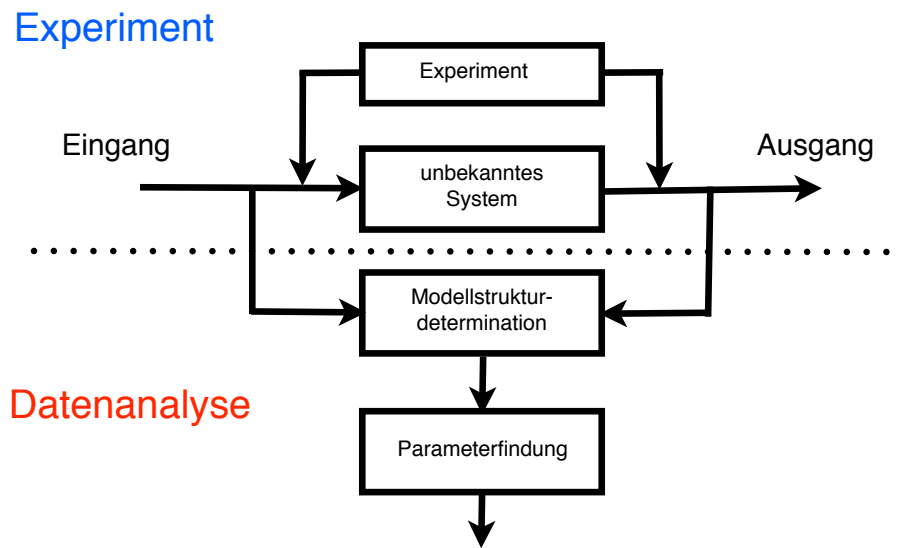 Experiment
Experiment
Eingang
Ausgang
unbekanntes
System
Modellstruktur-
determination
Datenanalyse
Parameterfindung